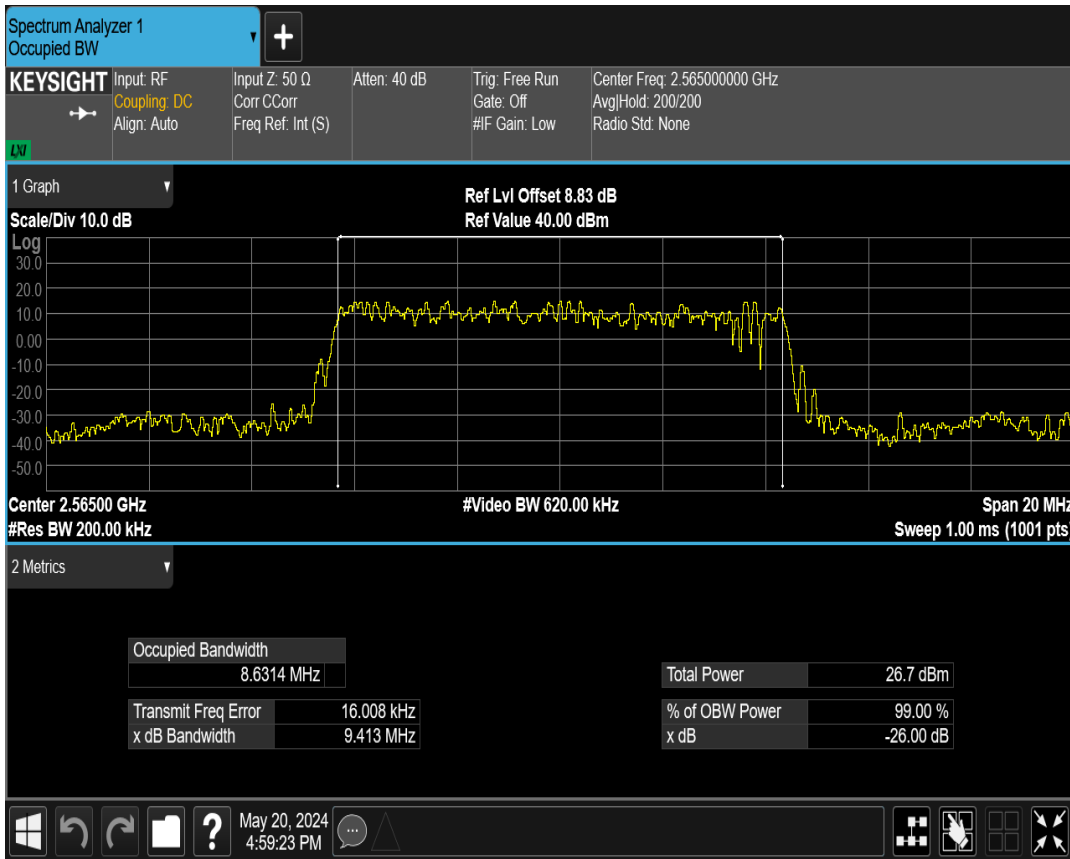 Spectrum Analyzer 1
Occupied BW
KEYSIGHT
LXI
Input: RF
Coupling: DC
Align: Auto
Input Z: 50 Ω
Corr CCorr
Freq Ref: Int (S)
Atten: 40 dB
Trig: Free Run
Gate: Off
#IF Gain: Low
Center Freq: 2.565000000 GHz
Avg|Hold: 200/200
Radio Std: None
1 Graph
Scale/Div 10.0 dB
Ref Lvl Offset 8.83 dB
Ref Value 40.00 dBm
Log
30.0
20.0
10.0
0.00
-10.0
-20.0
-30.0
-40.0
-50.0
Center 2.56500 GHz
#Video BW 620.00 kHz
Span 20 MHz
#Res BW 200.00 kHz
Sweep 1.00 ms (1001 pts)
2 Metrics
Occupied Bandwidth
8.6314 MHz
Total Power 26.7 dBm
Transmit Freq Error 16.008 kHz
% of OBW Power 99.00 %
x dB Bandwidth 9.413 MHz
x dB -26.00 dB
May 20, 2024
4:59:23 PM